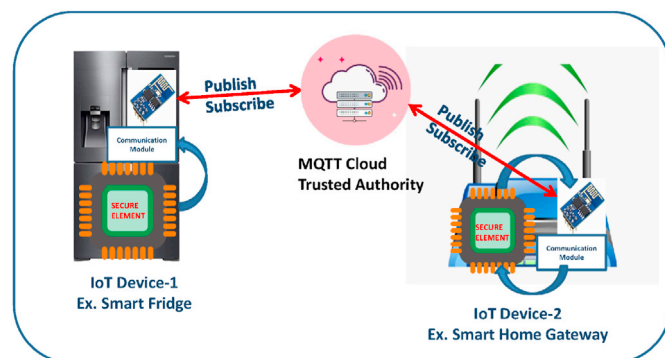 Publish
Subscribe
Communication
Module
SECURE
ELEMENT
IoT Device-1
Ex. Smart Fridge
MQTT Cloud
Trusted Authority
Publish
Subscribe
SECURE
ELEMENT
Communication
Module
IoT Device-2
Ex. Smart Home Gateway